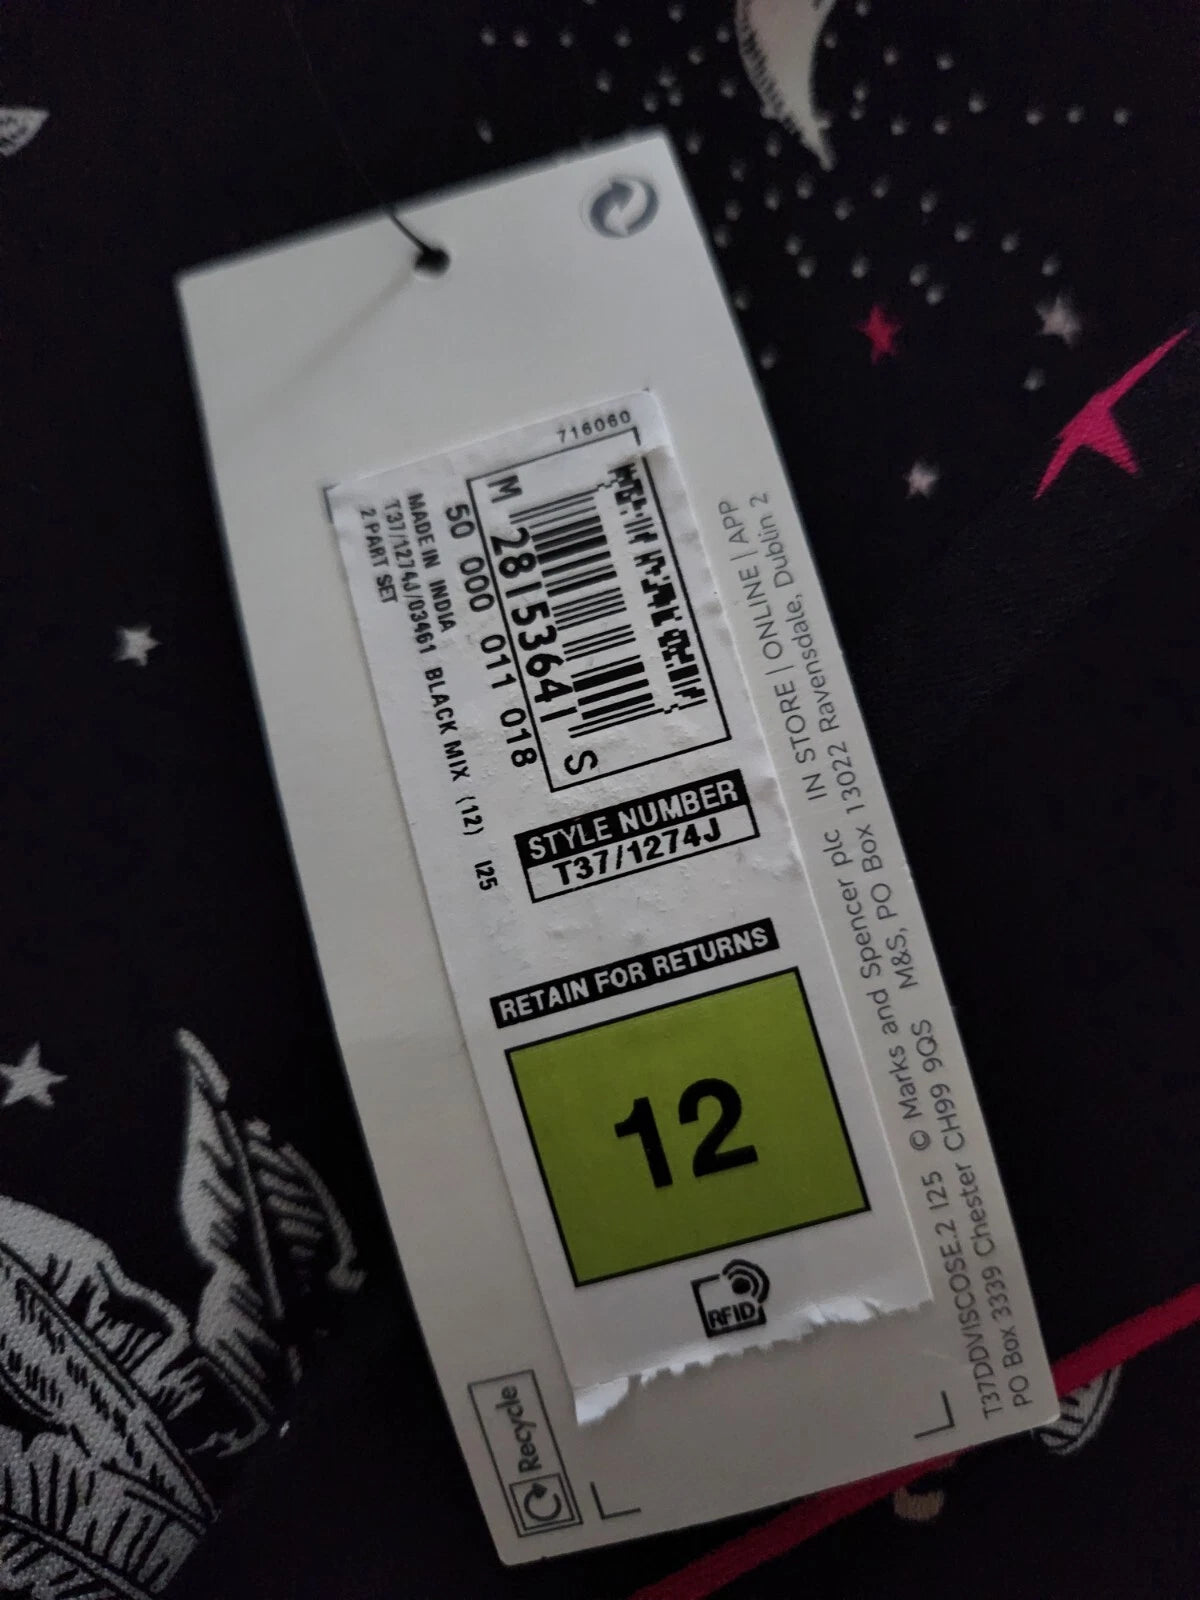 716060
M 28153641 S
50 000 011 018
MADE IN INDIA
T37/1274J/03461 BLACK MIX (12) I25
2 PART SET
STYLE NUMBER
T37/1274J
RETAIN FOR RETURNS
12
RFID
Recycle
IN STORE | ONLINE | APP
T37DDVISCOSE.2 I25 © Marks and Spencer plc
PO Box 3339 Chester CH99 9QS M&S, PO Box 13022 Ravensdale, Dublin 2